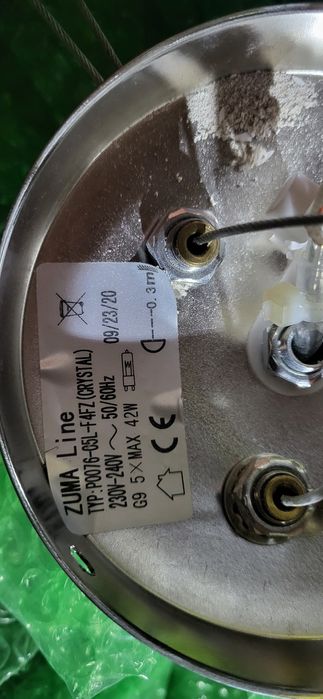 ZUMA Line
TYP:P0076-05L-F4FZ(CRYSTAL)
230V-240V ~ 50/60Hz
G9 5×MAX 42W
09/23/20
0.3m
CE